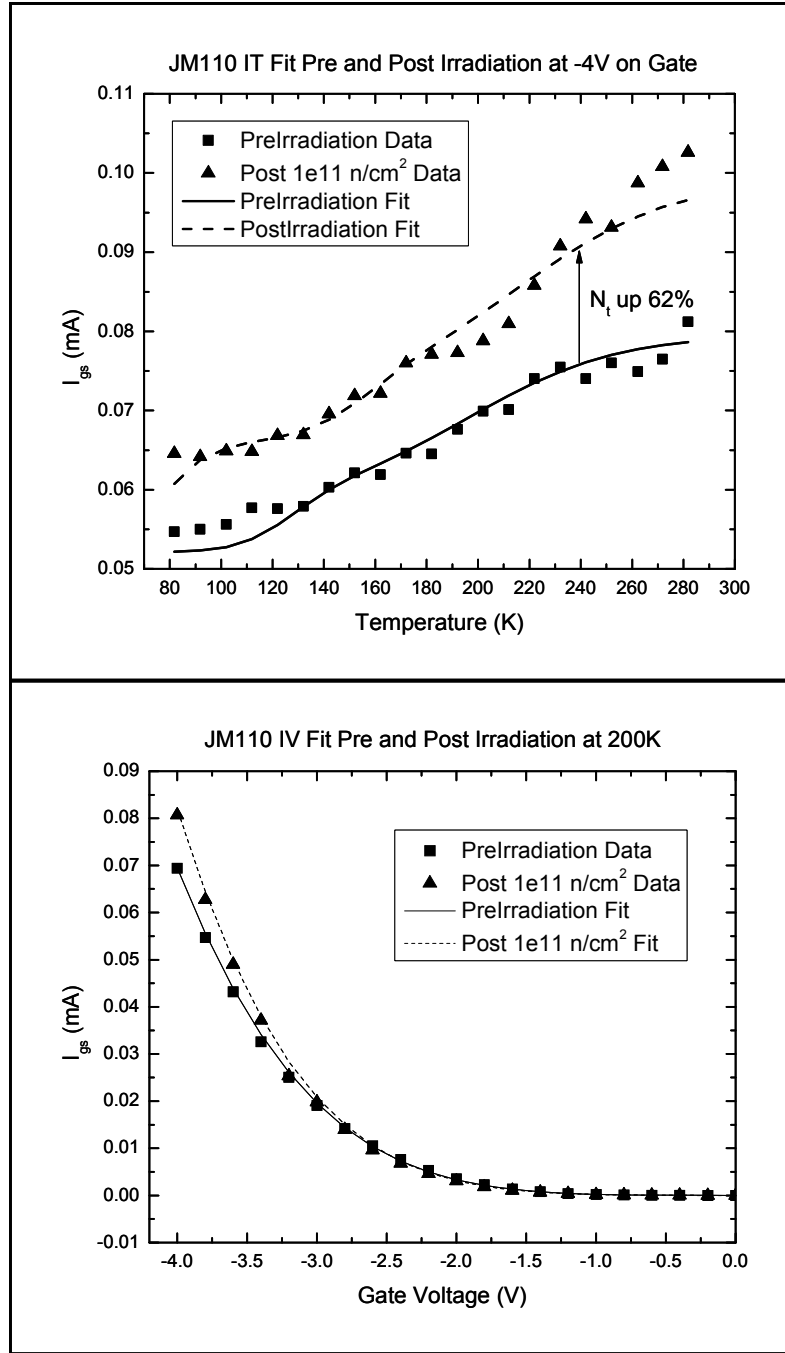 JM110 IT Fit Pre and Post Irradiation at -4V on Gate
0.11
0.10
0.09
0.08
0.07
0.06
0.05
I_gs (mA)
PreIrradiation Data
Post 1e11 n/cm² Data
PreIrradiation Fit
PostIrradiation Fit
N_t up 62%
80 100 120 140 160 180 200 220 240 260 280 300
Temperature (K)
JM110 IV Fit Pre and Post Irradiation at 200K
0.09
0.08
0.07
0.06
0.05
0.04
0.03
0.02
0.01
0.00
-0.01
I_gs (mA)
PreIrradiation Data
Post 1e11 n/cm² Data
PreIrradiation Fit
Post 1e11 n/cm² Fit
-4.0 -3.5 -3.0 -2.5 -2.0 -1.5 -1.0 -0.5 0.0
Gate Voltage (V)